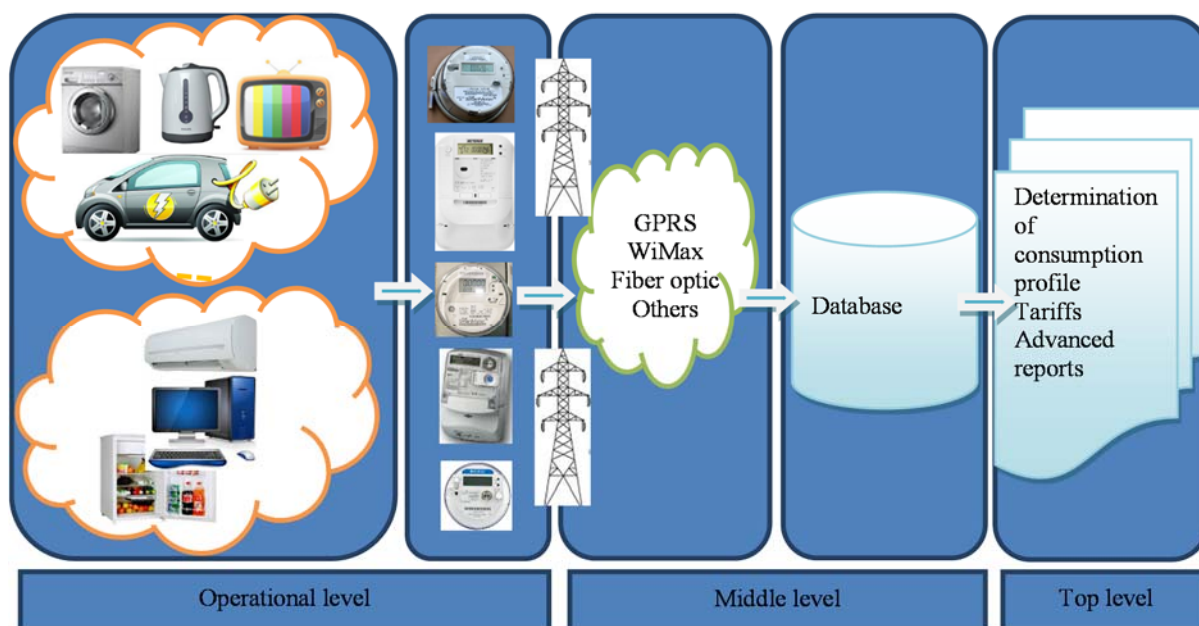 GPRS
WiMax
Fiber optic
Others
Database
Determination
of
consumption
profile
Tariffs
Advanced
reports
Operational level
Middle level
Top level